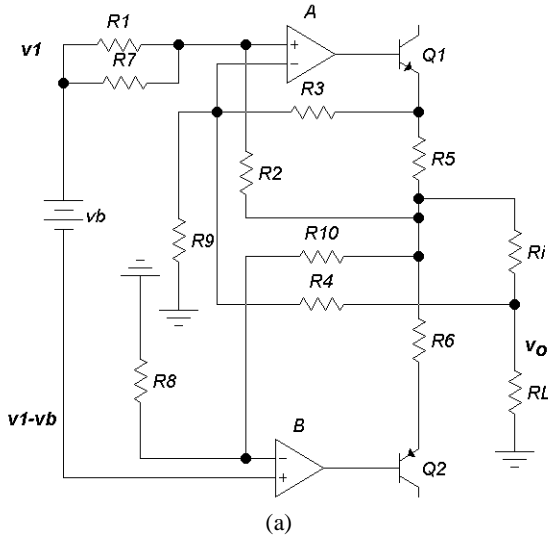 A
R1
v1
+
Q1
R7
−
R3
R5
R2
vb
R9
R10
Ri
R4
R6
vo
R8
RL
v1-vb
B
−
+
Q2
(a)